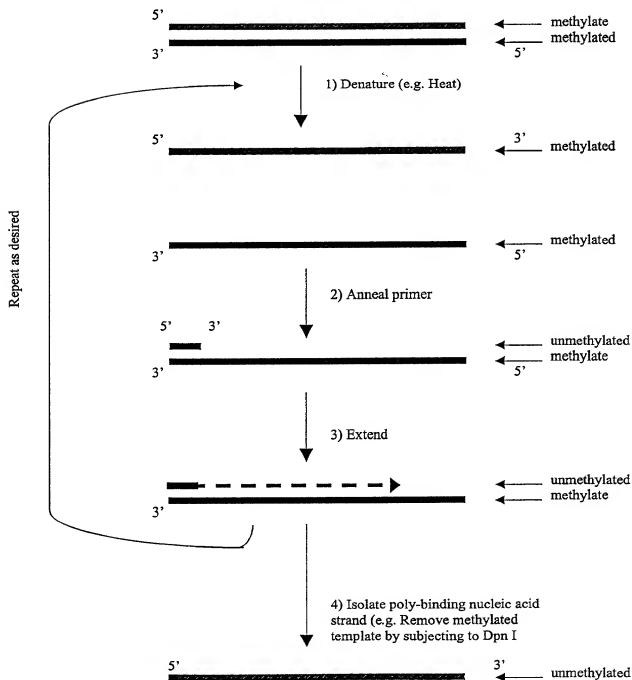 5’
methylate
methylated
3’
5’
1) Denature (e.g. Heat)
5’
3’
methylated
Repeat as desired
methylated
3’
5’
2) Anneal primer
5’ 3’
unmethylated
methylate
3’
5’
3) Extend
unmethylated
methylate
3’
4) Isolate poly-binding nucleic acid
strand (e.g. Remove methylated
template by subjecting to Dpn I
5’
3’
unmethylated